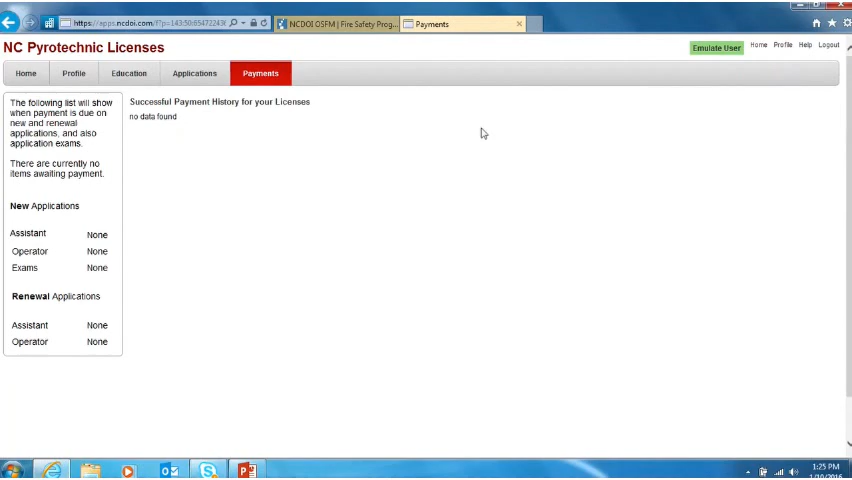 https://apps.ncdoi.com/f?p=143:50:
NCDOI OSFM | Fire Safety Prog...
Payments
NC Pyrotechnic Licenses
Emulate User
Home
Profile
Help
Logout
Home
Profile
Education
Applications
Payments
The following list will show
when payment is due on
new and renewal
applications, and also
application exams.
There are currently no
items awaiting payment.
New Applications
Assistant None
Operator None
Exams None
Renewal Applications
Assistant None
Operator None
Successful Payment History for your Licenses
no data found
1:25 PM
1/10/2016